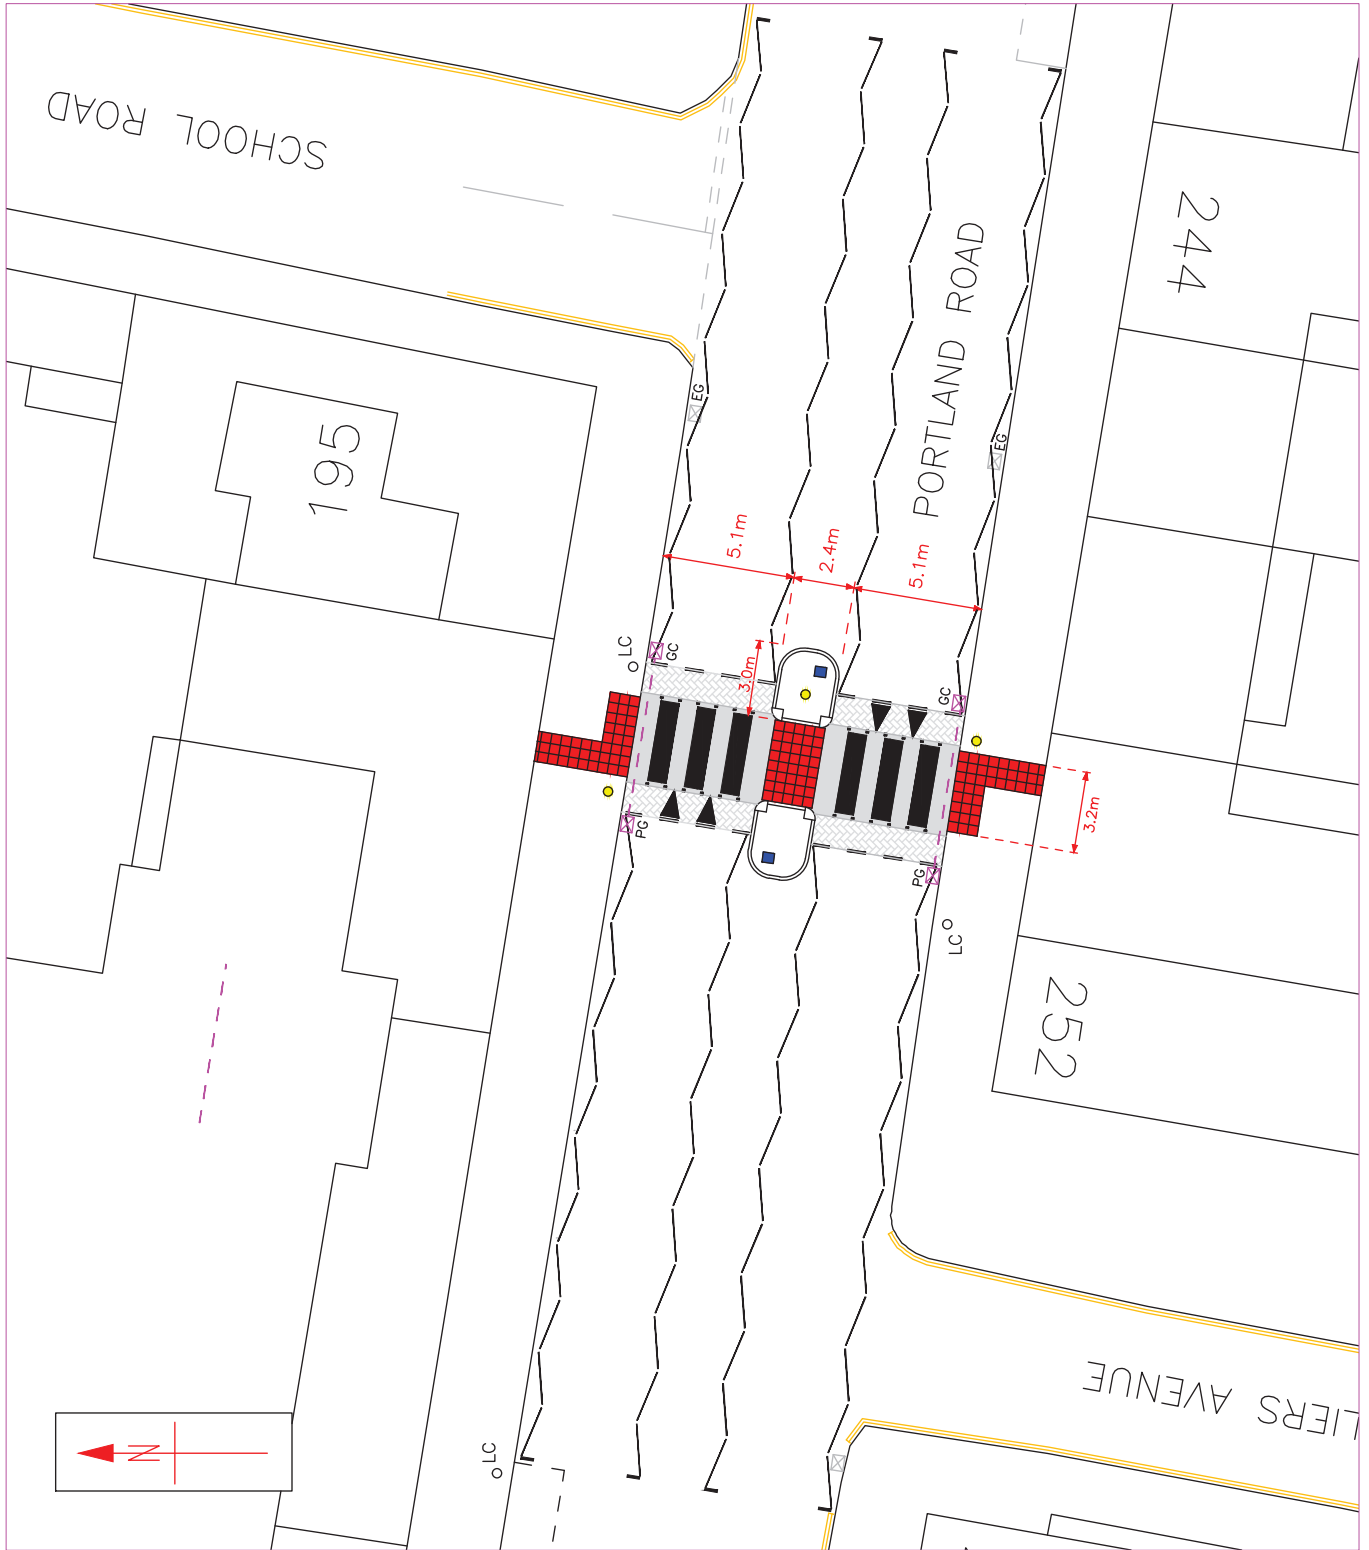 SCHOOL ROAD
244
PORTLAND ROAD
EG
195
EG
5.1m
2.4m
5.1m
LC
GC
3.0m
GC
3.2m
PG
PG
LC
252
LIERS AVENUE
LC
N